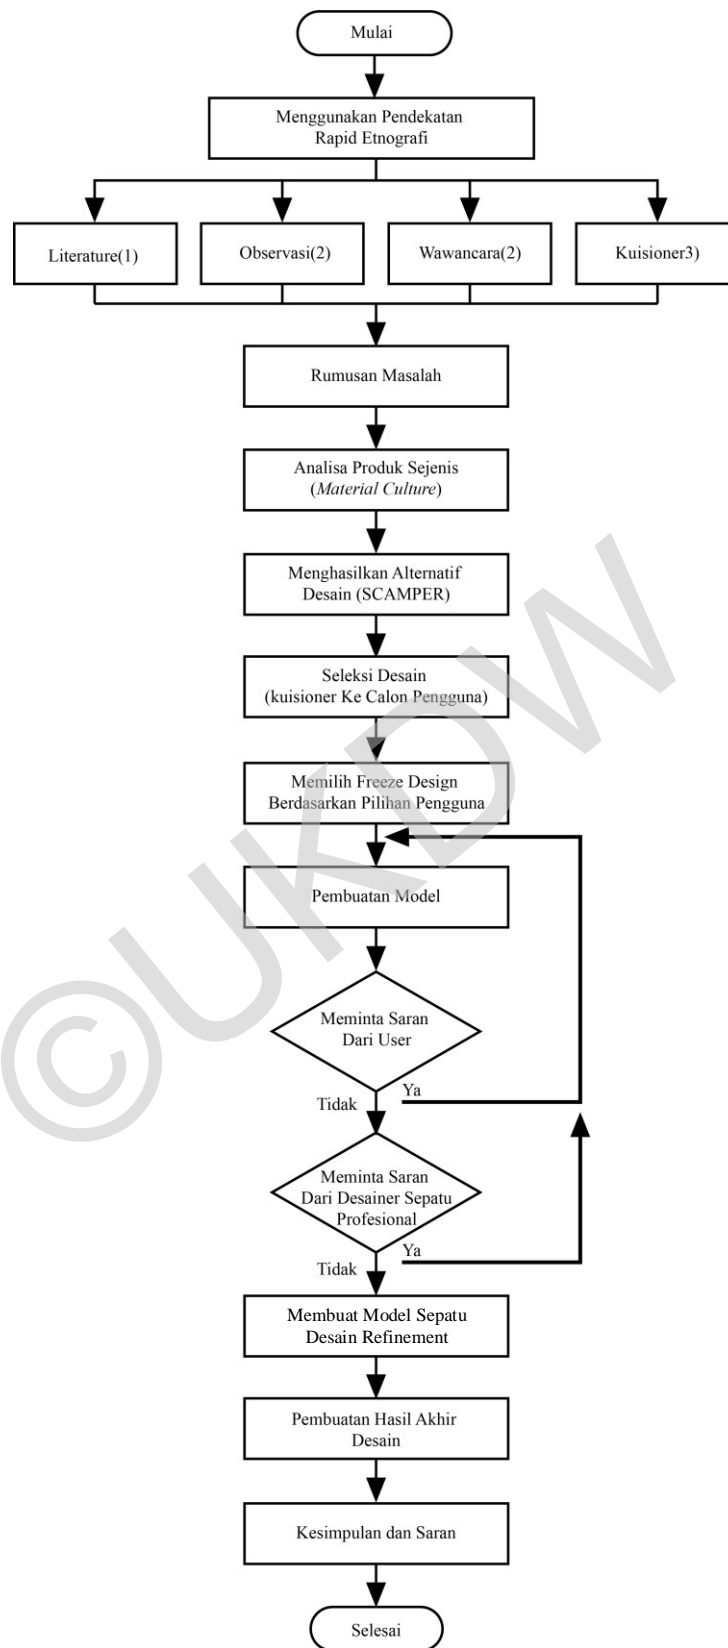 Mulai
Menggunakan Pendekatan
Rapid Etnografi
Literature(1)
Observasi(2)
Wawancara(2)
Kuisioner3)
Rumusan Masalah
Analisa Produk Sejenis
(Material Culture)
Menghasilkan Alternatif
Desain (SCAMPER)
Seleksi Desain
(kuisioner Ke Calon Pengguna)
Memilih Freeze Design
Berdasarkan Pilihan Pengguna
Pembuatan Model
Meminta Saran
Dari User
Tidak
Ya
Meminta Saran
Dari Desainer Sepatu
Profesional
Tidak
Ya
Membuat Model Sepatu
Desain Refinement
Pembuatan Hasil Akhir
Desain
Kesimpulan dan Saran
Selesai
©UKDW